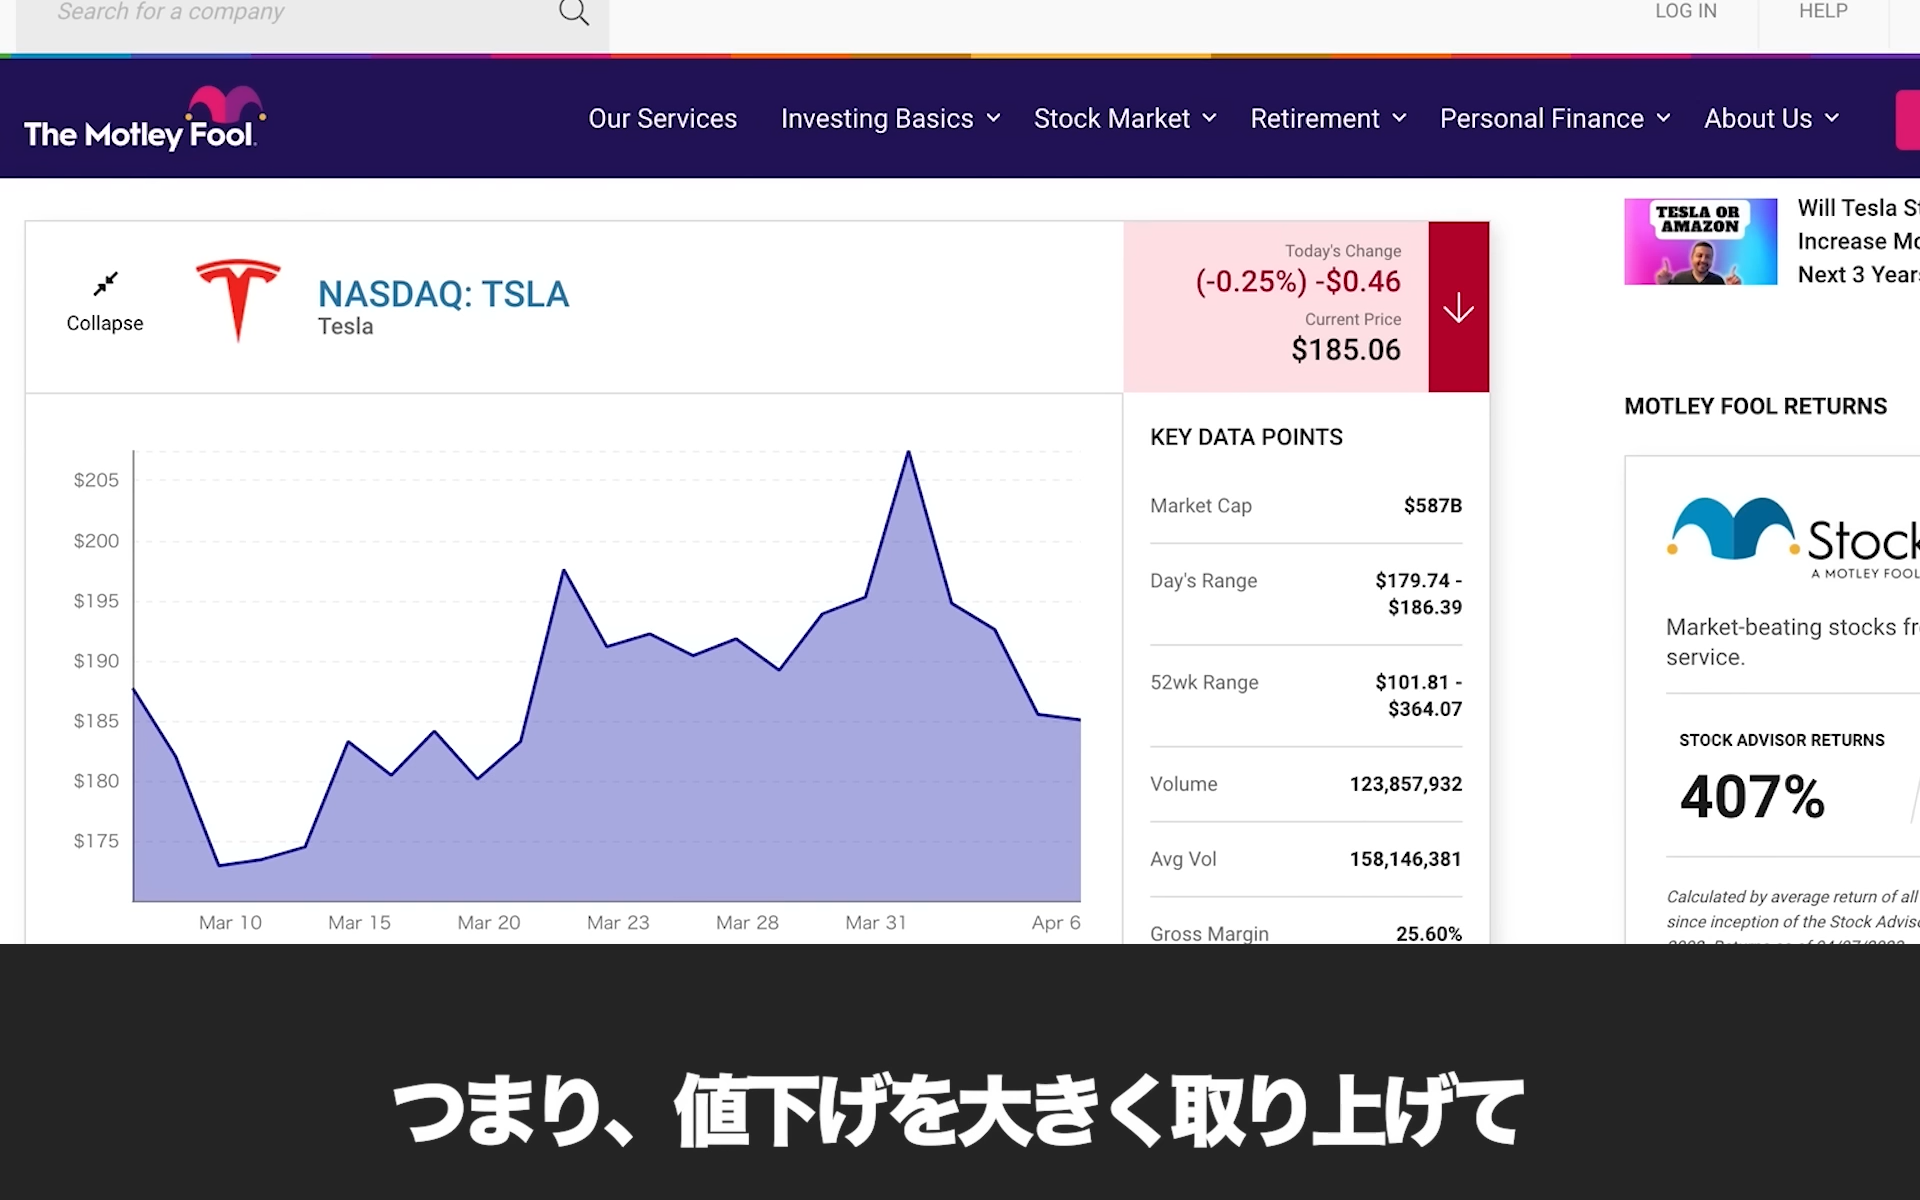 Search for a company
LOG IN
HELP
The Motley Fool.
Our Services
Investing Basics
Stock Market
Retirement
Personal Finance
About Us
Collapse
NASDAQ: TSLA
Tesla
Today's Change
(-0.25%) -$0.46
Current Price
$185.06
$205
$200
$195
$190
$185
$180
$175
Mar 10
Mar 15
Mar 20
Mar 23
Mar 28
Mar 31
Apr 6
KEY DATA POINTS
Market Cap $587B
Day's Range $179.74 -
$186.39
52wk Range $101.81 -
$364.07
Volume 123,857,932
Avg Vol 158,146,381
Gross Margin 25.60%
TESLA OR
AMAZON
Will Tesla
Increase
Next 3
MOTLEY FOOL RETURNS
Stock
A MOTLEY FOOL
Market-beating stocks
service.
STOCK ADVISOR RETURNS
407%
Calculated by average return of all
since inception of the Stock
つまり、値下げを大きく取り上げて